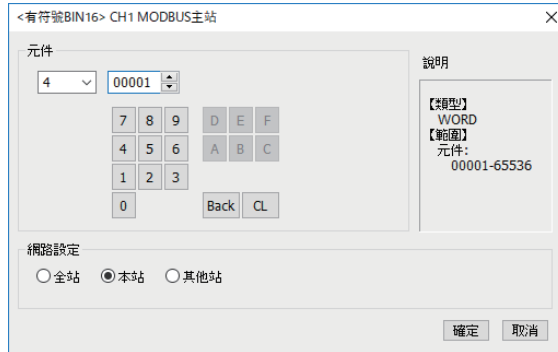 <有符號BIN16> CH1 MODBUS主站
元件
4 00001
說明
【類型】
WORD
【範圍】
元件:
00001-65536
7 8 9 D E F
4 5 6 A B C
1 2 3
0 Back CL
網路設定
全站 本站 其他站
確定 取消